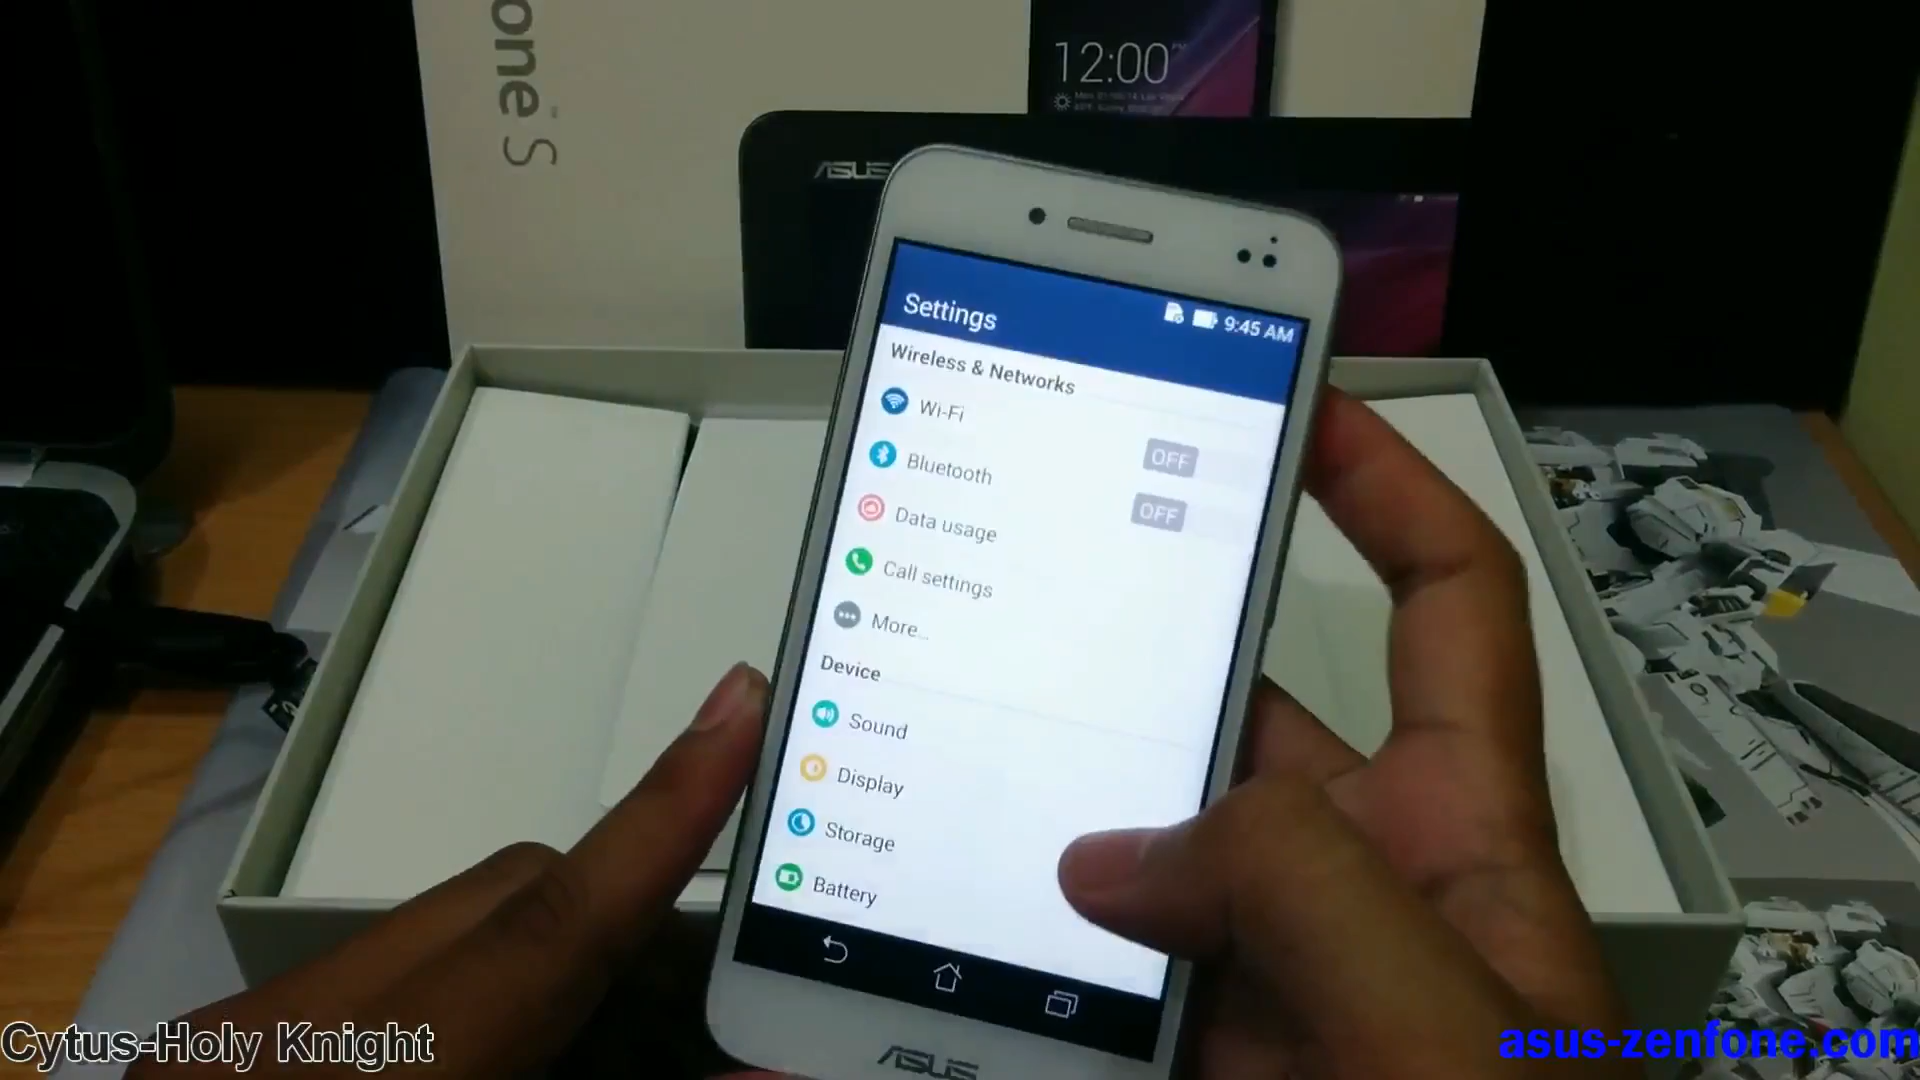 one S
12:00
ASUS
Settings
9:45 AM
Wireless & Networks
Wi-Fi
OFF
Bluetooth
OFF
Data usage
Call settings
More...
Device
Sound
Display
Storage
Battery
ASUS
Cytus-Holy Knight
asus-zenfone.com